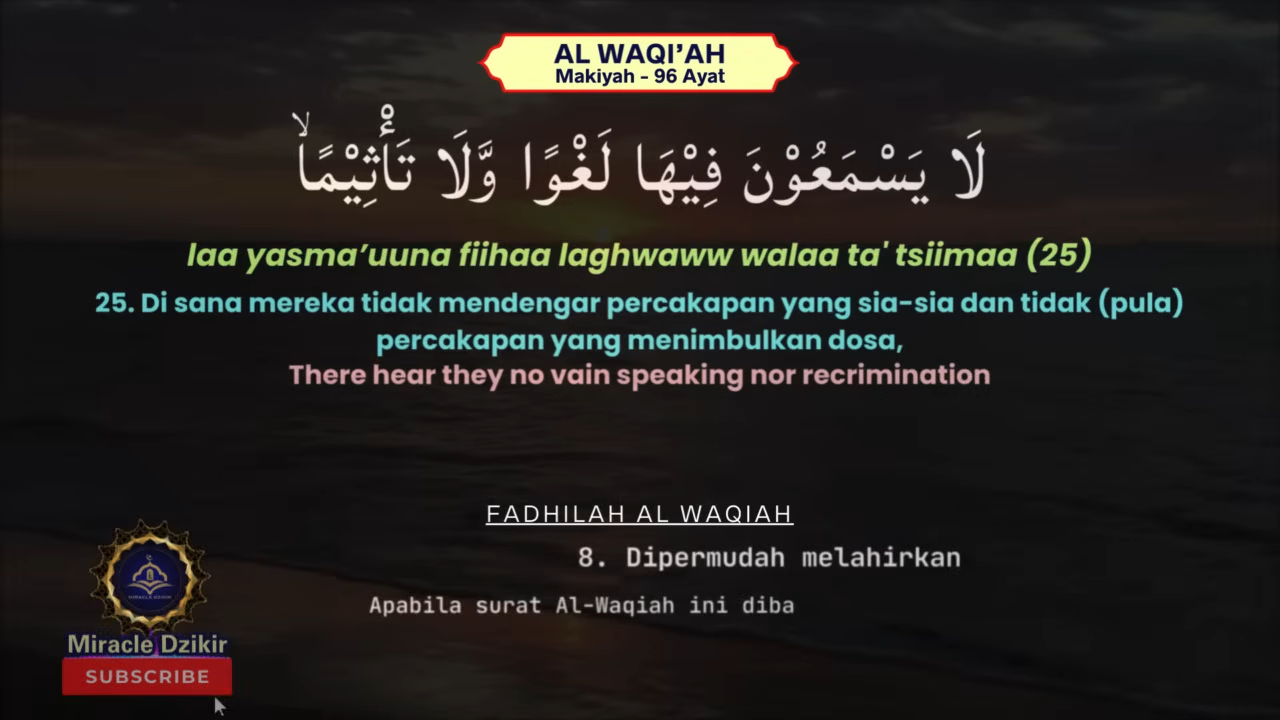 AL WAQI’AH
Makiyah - 96 Ayat
لَا يَسْمَعُوْنَ فِيْهَا لَغْوًا وَّلَا تَأْثِيْمًاۙ
laa yasma’uuna fiihaa laghwaww walaa ta' tsiimaa (25)
25. Di sana mereka tidak mendengar percakapan yang sia-sia dan tidak (pula)
percakapan yang menimbulkan dosa,
There hear they no vain speaking nor recrimination
FADHILAH AL WAQIAH
8. Dipermudah melahirkan
Apabila surat Al-Waqiah ini diba
MIRACLE DZIKIR
Miracle Dzikir
SUBSCRIBE